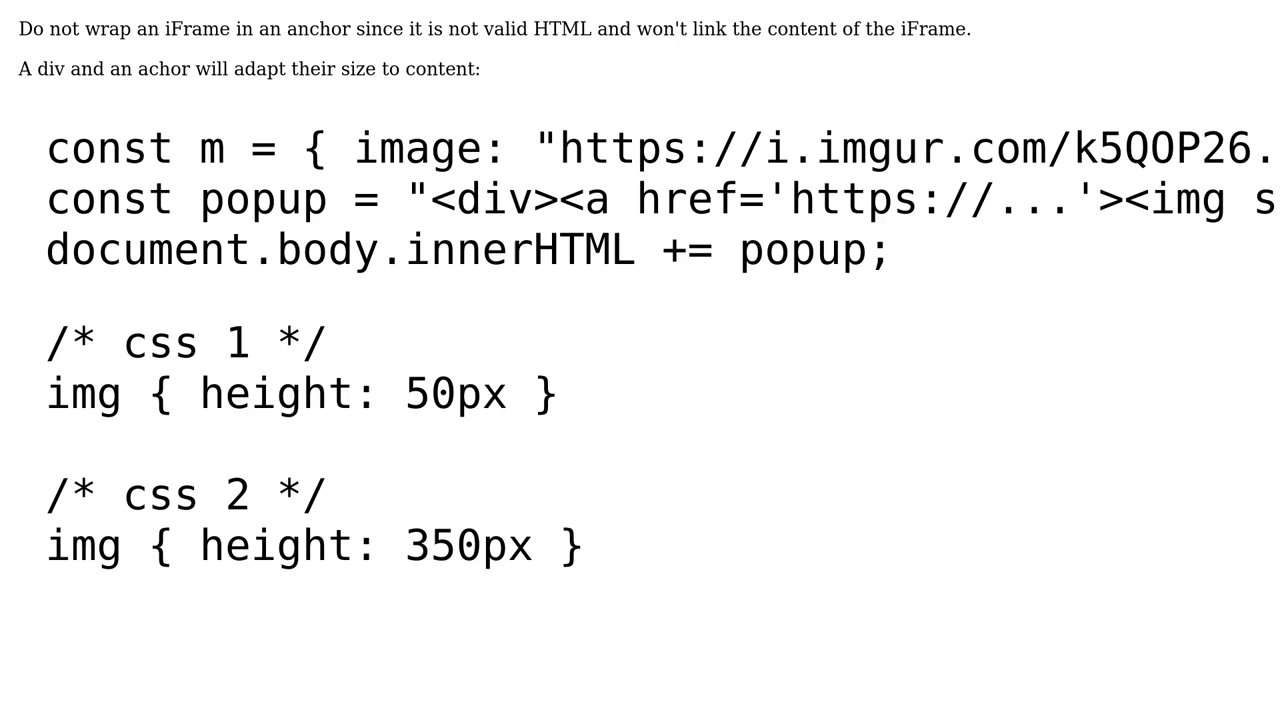 Do not wrap an iFrame in an anchor since it is not valid HTML and won't link the content of the iFrame.
A div and an achor will adapt their size to content:
const m = { image: "https://i.imgur.com/k5QOP26.
const popup = "<div><a href='https://...'><img s
document.body.innerHTML += popup;
/* css 1 */
img { height: 50px }
/* css 2 */
img { height: 350px }